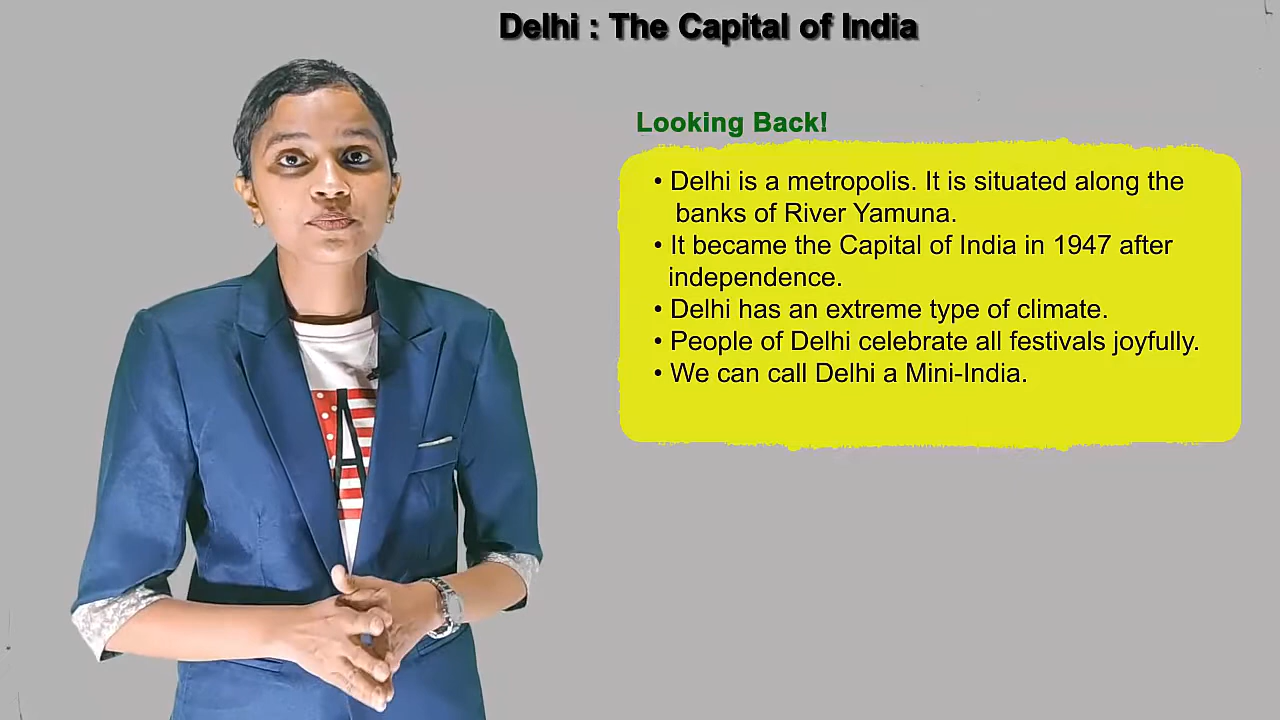 Delhi : The Capital of India
Looking Back!
• Delhi is a metropolis. It is situated along the
banks of River Yamuna.
• It became the Capital of India in 1947 after
independence.
• Delhi has an extreme type of climate.
• People of Delhi celebrate all festivals joyfully.
• We can call Delhi a Mini-India.
A